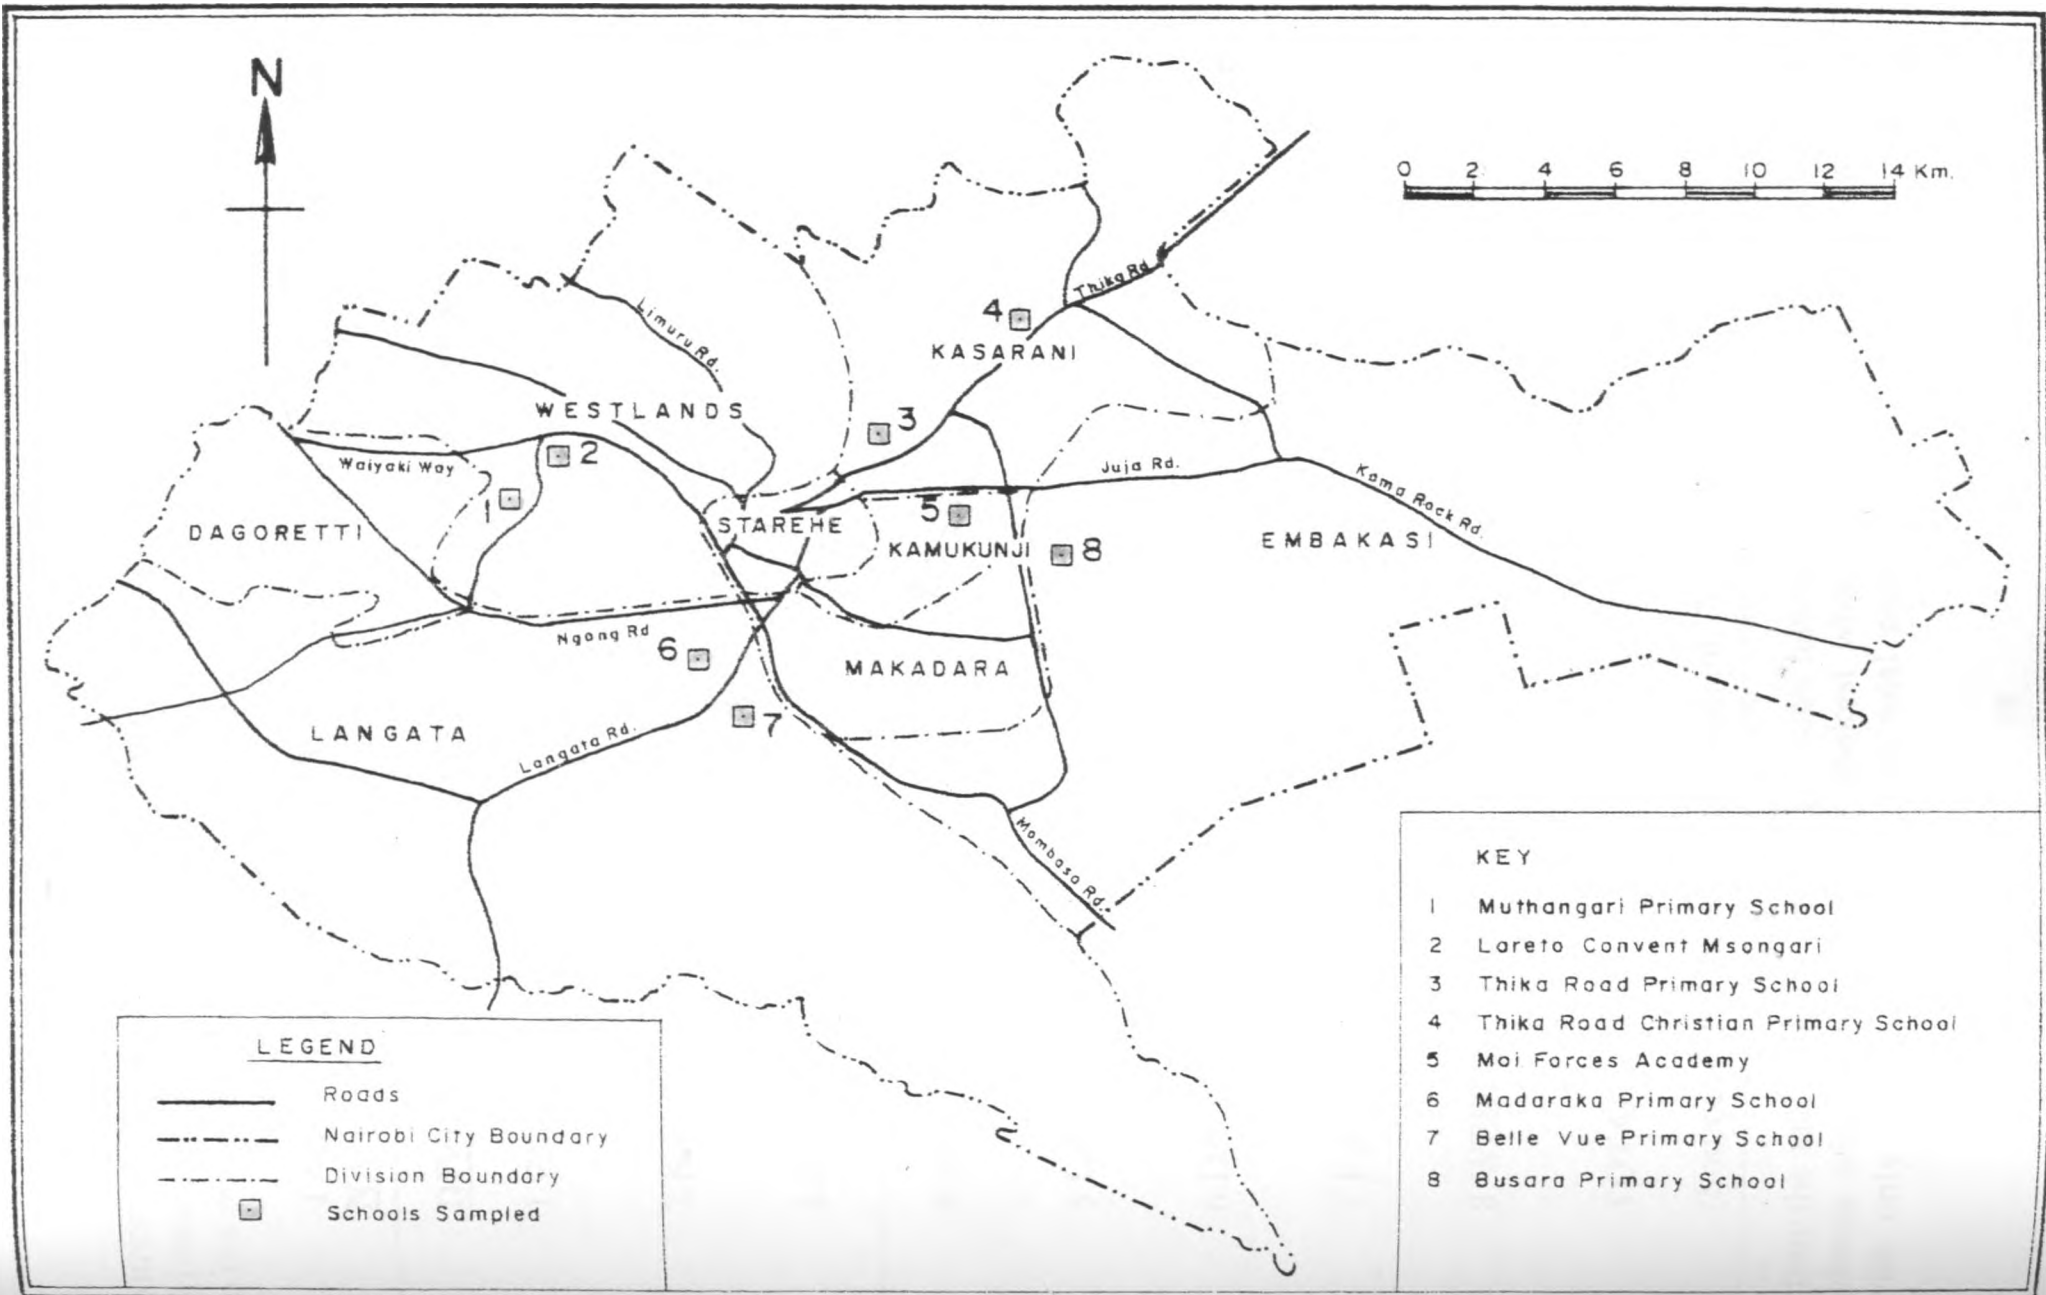 N
0 2 4 6 8 10 12 14 Km.
Thika Rd
Limuru Rd.
4
KASARANI
WESTLANDS
3
2
Waiyaki Way
Juja Rd.
Kama Rock Rd.
1
5
STAREHE
DAGORETTI
KAMUKUNJI
8
EMBAKASI
Ngong Rd
6
MAKADARA
7
LANGATA
Langata Rd.
Mombasa Rd.
KEY
1 Muthangari Primary School
2 Loreto Convent Msongari
3 Thika Road Primary School
4 Thika Road Christian Primary School
5 Moi Forces Academy
6 Madaraka Primary School
7 Belle Vue Primary School
8 Busara Primary School
LEGEND
Roads
Nairobi City Boundary
Division Boundary
Schools Sampled